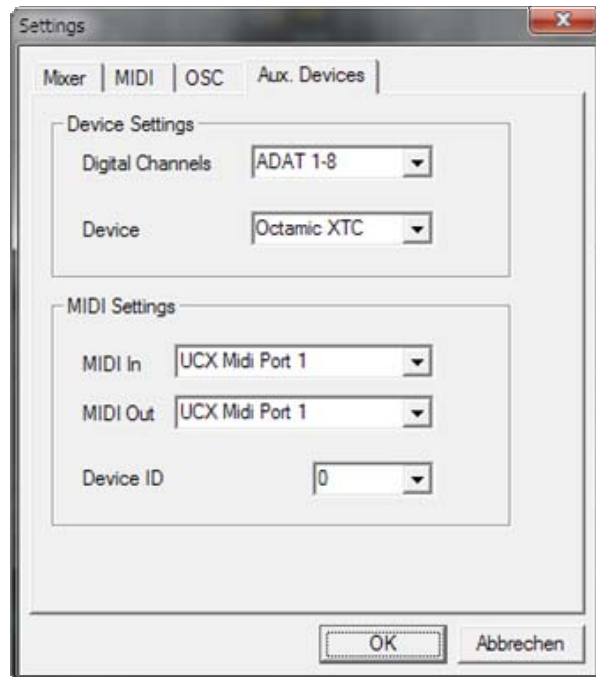 Settings
Mixer MIDI OSC Aux. Devices
Device Settings
Digital Channels ADAT 1-8
Device Octamic XTC
MIDI Settings
MIDI In UCX Midi Port 1
MIDI Out UCX Midi Port 1
Device ID 0
OK Abbrechen